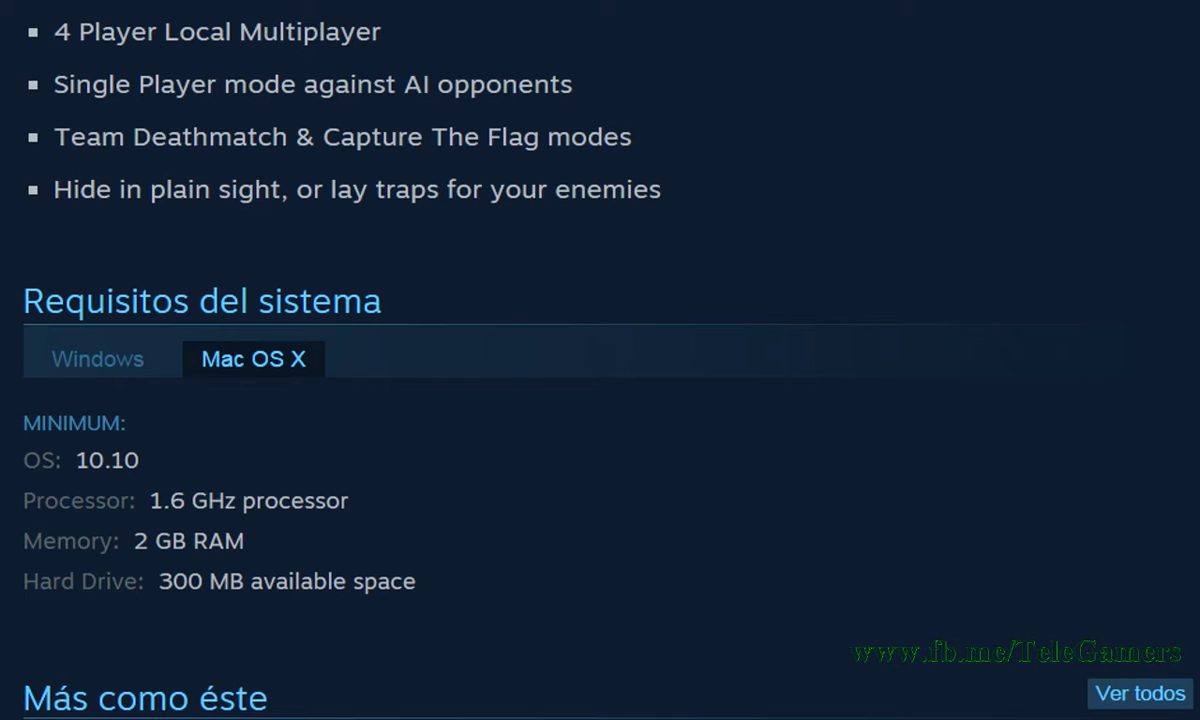 4 Player Local Multiplayer
Single Player mode against AI opponents
Team Deathmatch & Capture The Flag modes
Hide in plain sight, or lay traps for your enemies
Requisitos del sistema
Windows Mac OS X
MINIMUM:
OS: 10.10
Processor: 1.6 GHz processor
Memory: 2 GB RAM
Hard Drive: 300 MB available space
www.fb.me/TeleGamers
Más como éste Ver todos